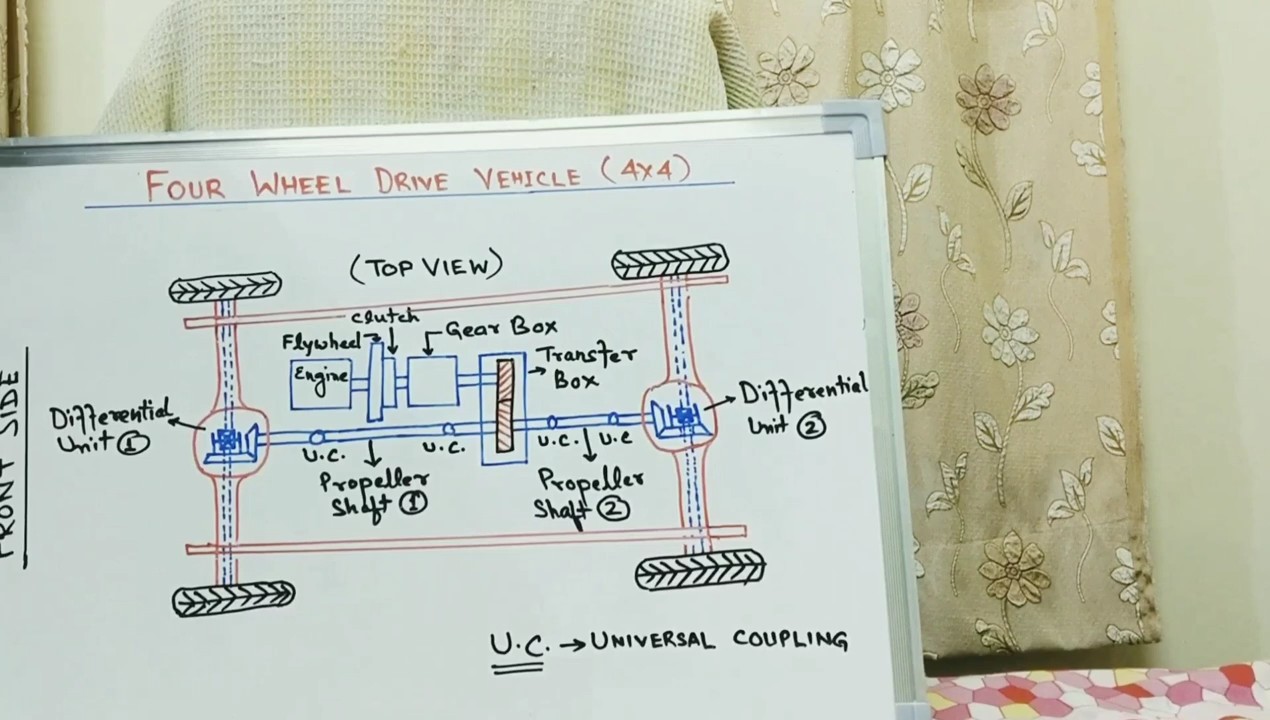 FOUR WHEEL DRIVE VEHICLE (4x4)
(TOP VIEW)
Clutch
Flywheel
Gear Box
Engine
Transfer
Box
Differential
Unit ①
Differential
Unit ②
U.C.
U.C.
U.C.
U.C
Propeller
Shaft ①
Propeller
Shaft ②
FRONT SIDE
U.C. → UNIVERSAL COUPLING